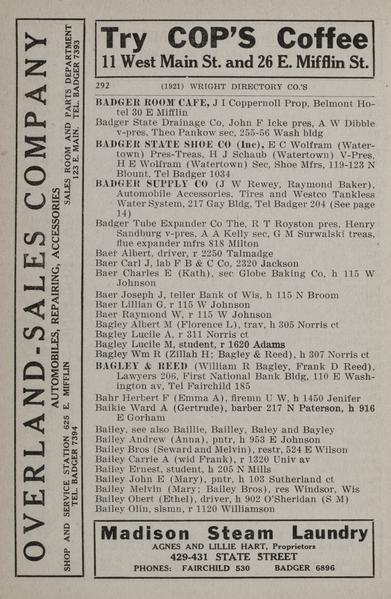 OVERLAND-SALES COMPANY
AUTOMOBILES, REPAIRING, ACCESSORIES
SHOP AND SERVICE STATION 625 E. MIFFLIN
TEL. BADGER 7394
SALES ROOM AND PARTS DEPARTMENT
123 E. MAIN. TEL. BADGER 7393
Try COP'S Coffee
11 West Main St. and 26 E. Mifflin St.
292 (1921) WRIGHT DIRECTORY CO.'S
BADGER ROOM CAFE, J I Coppernoll Prop, Belmont Ho-
tel 30 E Mifflin
Badger State Drainage Co, John F Icke pres, A W Dibble
v-pres, Theo Pankow sec, 255-56 Wash bldg
BADGER STATE SHOE CO (Inc), E C Wolfram (Water-
town) Pres-Treas, H J Schaub (Watertown) V-Pres,
H E Wolfram (Watertown) Sec, Shoe Mfrs, 119-123 N
Blount, Tel Badger 1034
BADGER SUPPLY CO (J W Rewey, Raymond Baker),
Automobile Accessories, Tires and Westco Tankless
Water System, 217 Gay Bldg, Tel Badger 204 (See page
14)
Badger Tube Expander Co The, R T Royston pres, Henry
Sandburg v-pres, A A Kelly sec, G M Surwalski treas,
flue expander mfrs 818 Milton
Baer Albert, driver, r 2250 Talmadge
Baer Carl J, lab F B & C Co, 2320 Jackson
Baer Charles E (Kath), sec Globe Baking Co, h 115 W
Johnson
Baer Joseph J, teller Bank of Wis, h 115 N Broom
Baer Lillian G, r 115 W Johnson
Baer Raymond W, r 115 W Johnson
Bagley Albert M (Florence L), trav, h 305 Norris ct
Bagley Lucile A, r 311 Norris ct
Bagley Lucile M, student, r 1620 Adams
Bagley Wm R (Zillah H; Bagley & Reed), h 307 Norris ct
BAGLEY & REED (William R Bagley, Frank D Reed),
Lawyers 206, First National Bank Bldg, 110 E Wash-
ington av, Tel Fairchild 185
Bahr Herbert F (Emma A), firemn U W, h 1450 Jenifer
Baikie Ward A (Gertrude), barber 217 N Paterson, h 916
E Gorham
Bailey, see also Baillie, Bailley, Baley and Bayley
Bailey Andrew (Anna), pntr, h 953 E Johnson
Bailey Bros (Seward and Melvin), restr, 524 E Wilson
Bailey Carrie A (wid Frank), r 1320 Univ av
Bailey Ernest, student, h 205 N Mills
Bailey John E (Mary), pntr, h 103 Sutherland ct
Bailey Melvin (Mary; Bailey Bros), res Windsor, Wis
Bailey Obert (Ethel), driver, h 902 O'Sheridan (S M)
Bailey Olin, slsmn, r 1120 Williamson
Madison Steam Laundry
AGNES AND LILLIE HART, Proprietors
429-431 STATE STREET
PHONES: FAIRCHILD 530 BADGER 6896